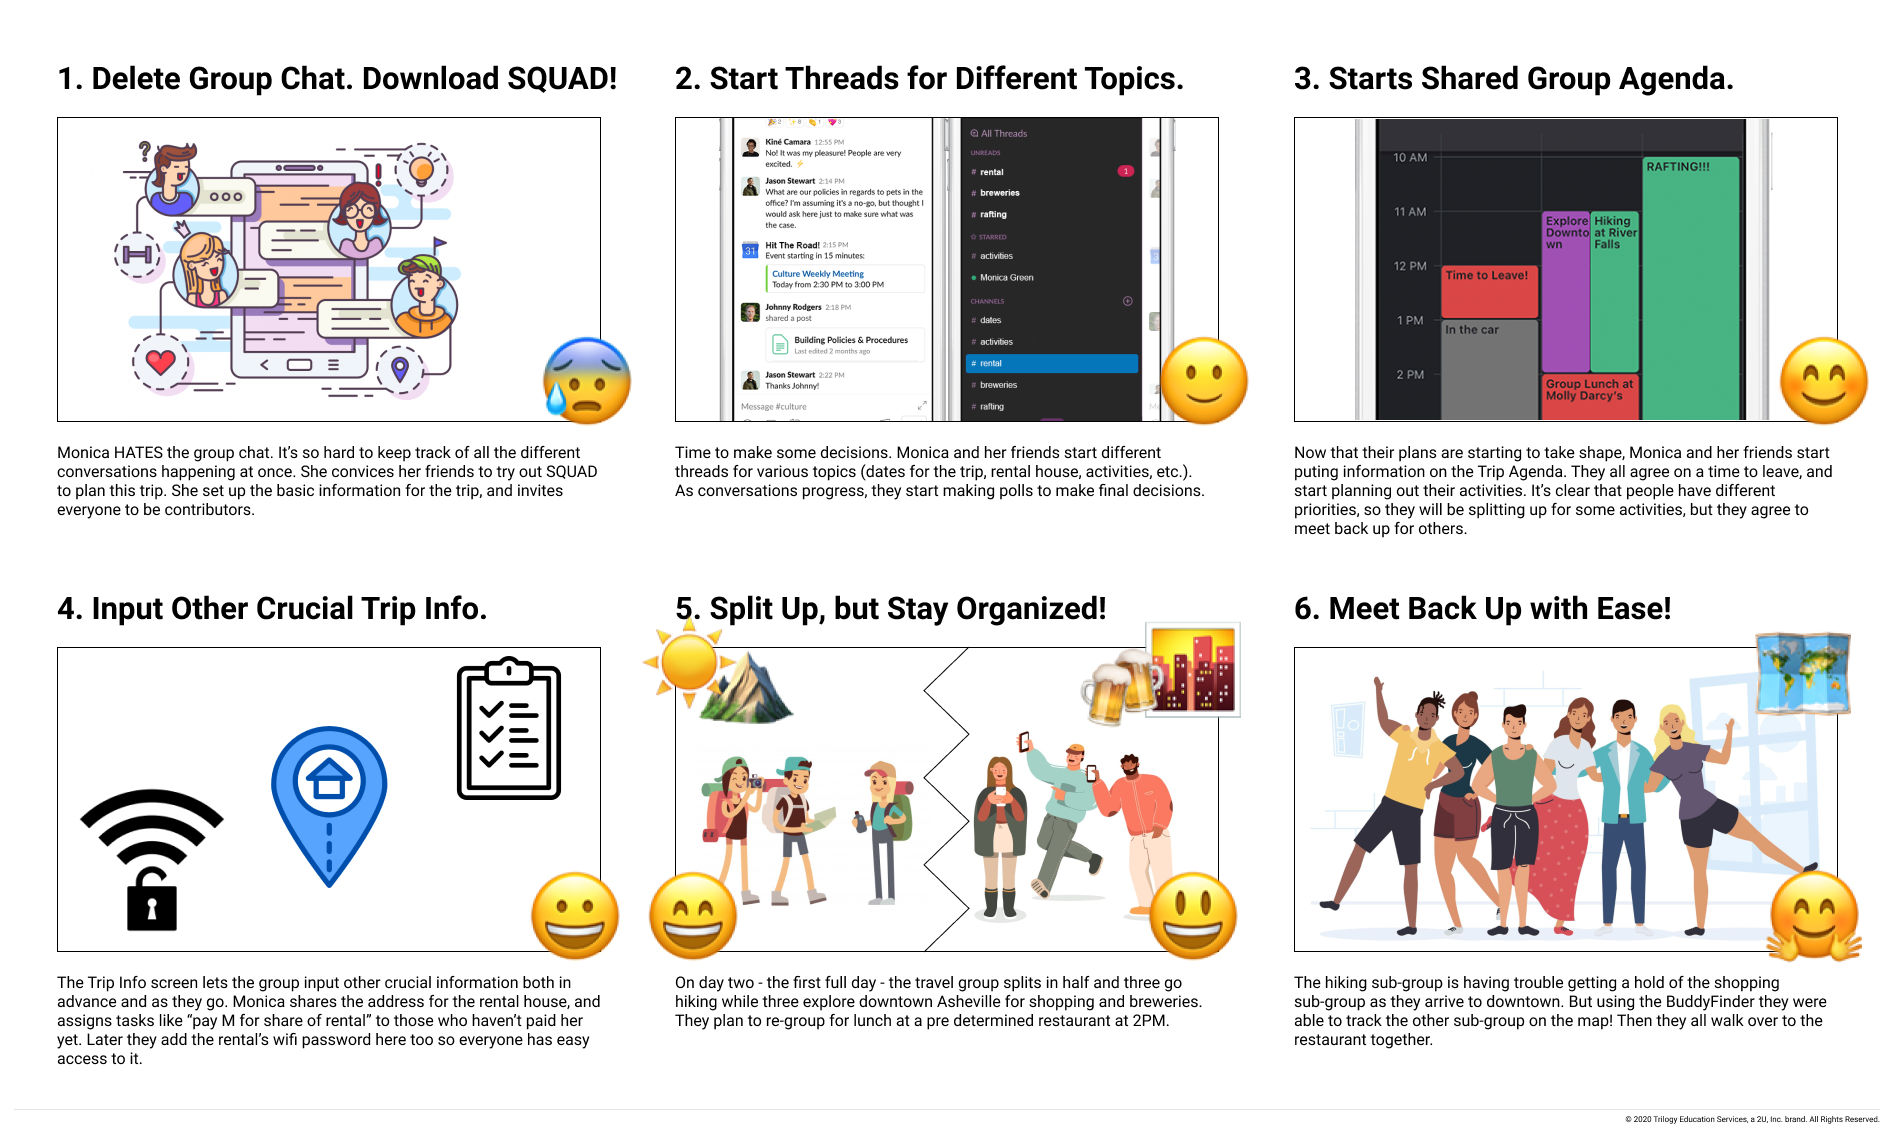 1. Delete Group Chat. Download SQUAD!
Monica HATES the group chat. It's so hard to keep track of all the different
conversations happening at once. She convices her friends to try out SQUAD
to plan this trip. She set up the basic information for the trip, and invites
everyone to be contributors.
2. Start Threads for Different Topics.
2 8 1 3
Kiné Camara 12:55 PM
No! It was my pleasure! People are very
excited.
Jason Stewart 2:14 PM
What are our policies in regards to pets in the
office? I'm assuming it's a no-go, but thought I
would ask here just to make sure what was
the case.
31
Hit The Road! 2:15 PM
Event starting in 15 minutes:
Culture Weekly Meeting
Today from 2:30 PM to 3:00 PM
Johnny Rodgers 2:18 PM
shared a post
Building Policies & Procedures
Last edited 2 months ago
Jason Stewart 2:22 PM
Thanks Johnny!
Message #culture
All Threads
UNREADS
# rental 1
# breweries
# rafting
STARRED
# activities
Monica Green
CHANNELS
# dates
# activities
# rental
# breweries
# rafting
Time to make some decisions. Monica and her friends start different
threads for various topics (dates for the trip, rental house, activities, etc.).
As conversations progress, they start making polls to make final decisions.
3. Starts Shared Group Agenda.
10 AM
11 AM
12 PM
1 PM
2 PM
Time to Leave!
In the car
Explore
Downto
wn
Hiking
at River
Falls
Group Lunch at
Molly Darcy's
RAFTING!!!
Now that their plans are starting to take shape, Monica and her friends start
puting information on the Trip Agenda. They all agree on a time to leave, and
start planning out their activities. It's clear that people have different
priorities, so they will be splitting up for some activities, but they agree to
meet back up for others.
4. Input Other Crucial Trip Info.
The Trip Info screen lets the group input other crucial information both in
advance and as they go. Monica shares the address for the rental house, and
assigns tasks like “pay M for share of rental” to those who haven't paid her
yet. Later they add the rental's wifi password here too so everyone has easy
access to it.
5. Split Up, but Stay Organized!
On day two - the first full day - the travel group splits in half and three go
hiking while three explore downtown Asheville for shopping and breweries.
They plan to re-group for lunch at a pre determined restaurant at 2PM.
6. Meet Back Up with Ease!
The hiking sub-group is having trouble getting a hold of the shopping
sub-group as they arrive to downtown. But using the BuddyFinder they were
able to track the other sub-group on the map! Then they all walk over to the
restaurant together.
© 2020 Trilogy Education Services, a 2U, Inc. brand. All Rights Reserved.